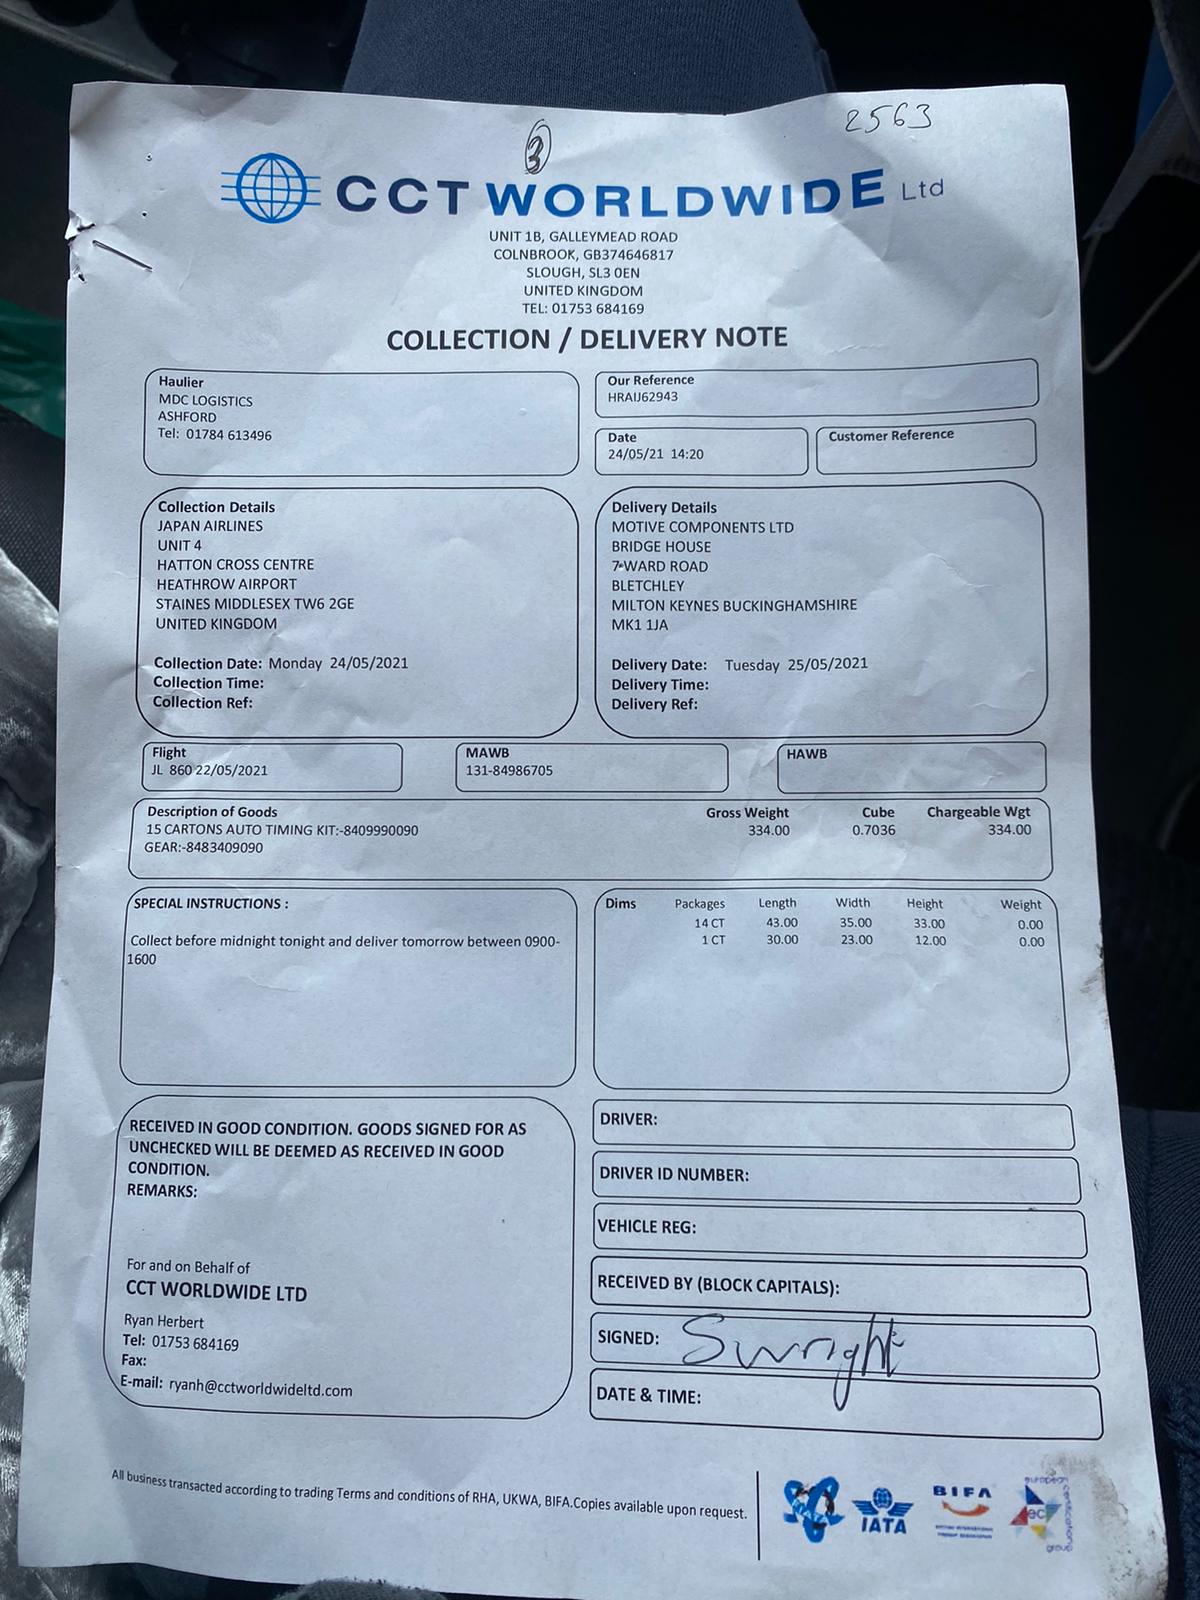 2563
3
CCT WORLDWIDE Ltd
UNIT 1B, GALLEYMEAD ROAD
COLNBROOK, GB374646817
SLOUGH, SL3 0EN
UNITED KINGDOM
TEL: 01753 684169
COLLECTION / DELIVERY NOTE
Haulier
MDC LOGISTICS
ASHFORD
Tel: 01784 613496
Our Reference
HRAIJ62943
Date
24/05/21 14:20
Customer Reference
Collection Details
JAPAN AIRLINES
UNIT 4
HATTON CROSS CENTRE
HEATHROW AIRPORT
STAINES MIDDLESEX TW6 2GE
UNITED KINGDOM
Collection Date: Monday 24/05/2021
Collection Time:
Collection Ref:
Delivery Details
MOTIVE COMPONENTS LTD
BRIDGE HOUSE
7 WARD ROAD
BLETCHLEY
MILTON KEYNES BUCKINGHAMSHIRE
MK1 1JA
Delivery Date: Tuesday 25/05/2021
Delivery Time:
Delivery Ref:
Flight
JL 860 22/05/2021
MAWB
131-84986705
HAWB
Description of Goods Gross Weight Cube Chargeable Wgt
15 CARTONS AUTO TIMING KIT:-8409990090 334.00 0.7036 334.00
GEAR:-8483409090
SPECIAL INSTRUCTIONS :
Collect before midnight tonight and deliver tomorrow between 0900-
1600
Dims Packages Length Width Height Weight
14 CT 43.00 35.00 33.00 0.00
1 CT 30.00 23.00 12.00 0.00
RECEIVED IN GOOD CONDITION. GOODS SIGNED FOR AS
UNCHECKED WILL BE DEEMED AS RECEIVED IN GOOD
CONDITION.
REMARKS:
For and on Behalf of
CCT WORLDWIDE LTD
Ryan Herbert
Tel: 01753 684169
Fax:
E-mail: ryanh@cctworldwideltd.com
DRIVER:
DRIVER ID NUMBER:
VEHICLE REG:
RECEIVED BY (BLOCK CAPITALS):
SIGNED: Swright
DATE & TIME:
All business transacted according to trading Terms and conditions of RHA, UKWA, BIFA.Copies available upon request.
IATA
BIFA
european certifications group
ec